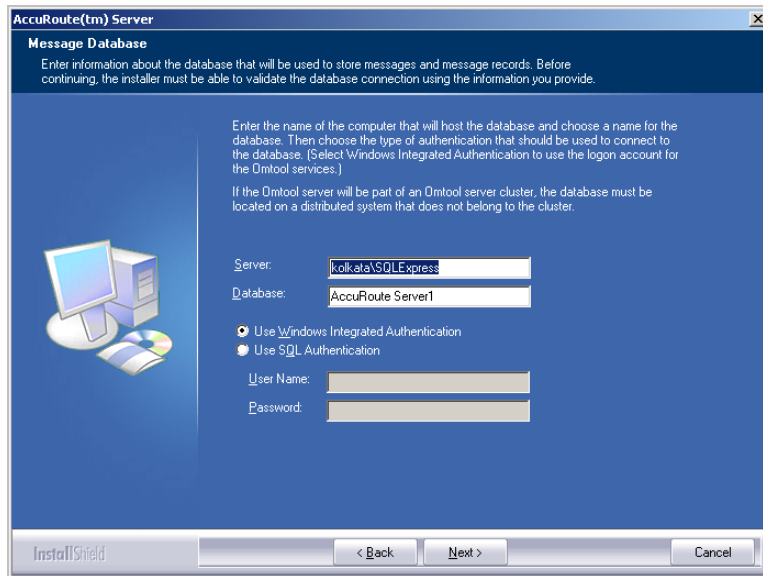 AccuRoute(tm) Server
Message Database
Enter information about the database that will be used to store messages and message records. Before
continuing, the installer must be able to validate the database connection using the information you provide.
Enter the name of the computer that will host the database and choose a name for the
database. Then choose the type of authentication that should be used to connect to
the database. (Select Windows Integrated Authentication to use the logon account for
the Omtool services.)
If the Omtool server will be part of an Omtool server cluster, the database must be
located on a distributed system that does not belong to the cluster.
Server: kolkata\SQLExpress
Database: AccuRoute Server1
Use Windows Integrated Authentication
Use SQL Authentication
User Name:
Password:
InstallShield < Back Next > Cancel